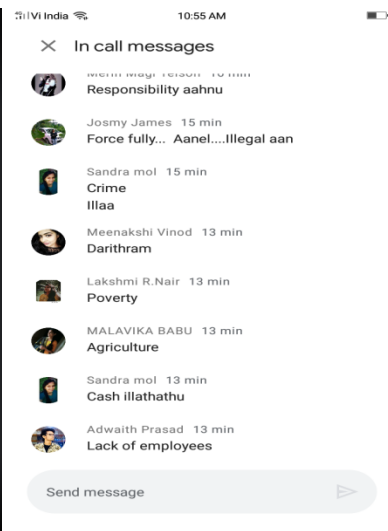 Vi India
10:55 AM
In call messages
Responsibility aahnu
Josmy James 15 min
Force fully... Aanel....Illegal aan
Sandra mol 15 min
Crime
Illaa
Meenakshi Vinod 13 min
Darithram
Lakshmi R.Nair 13 min
Poverty
MALAVIKA BABU 13 min
Agriculture
Sandra mol 13 min
Cash illathathu
Adwaith Prasad 13 min
Lack of employees
Send message